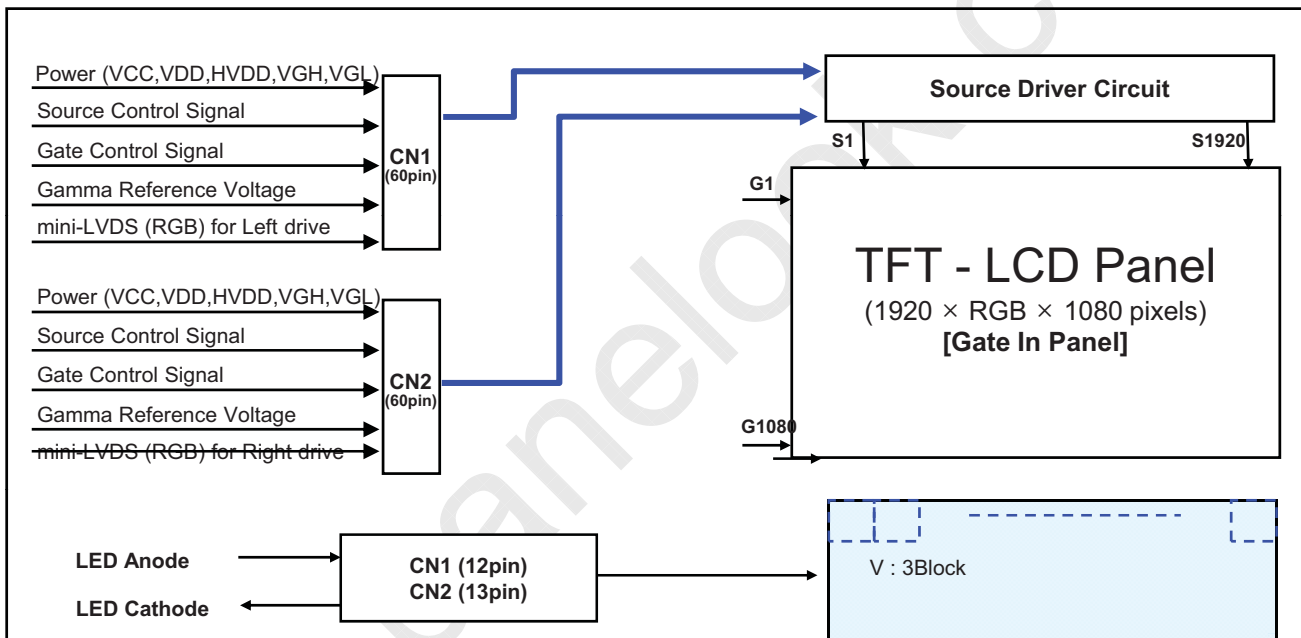 Power (VCC,VDD,HVDD,VGH,VGL)
Source Control Signal
Gate Control Signal
Gamma Reference Voltage
mini-LVDS (RGB) for Left drive
CN1
(60pin)
Power (VCC,VDD,HVDD,VGH,VGL)
Source Control Signal
Gate Control Signal
Gamma Reference Voltage
mini-LVDS (RGB) for Right drive
CN2
(60pin)
Source Driver Circuit
S1
S1920
G1
TFT - LCD Panel
(1920 × RGB × 1080 pixels)
[Gate In Panel]
G1080
LED Anode
LED Cathode
CN1 (12pin)
CN2 (13pin)
V : 3Block
panelook.c